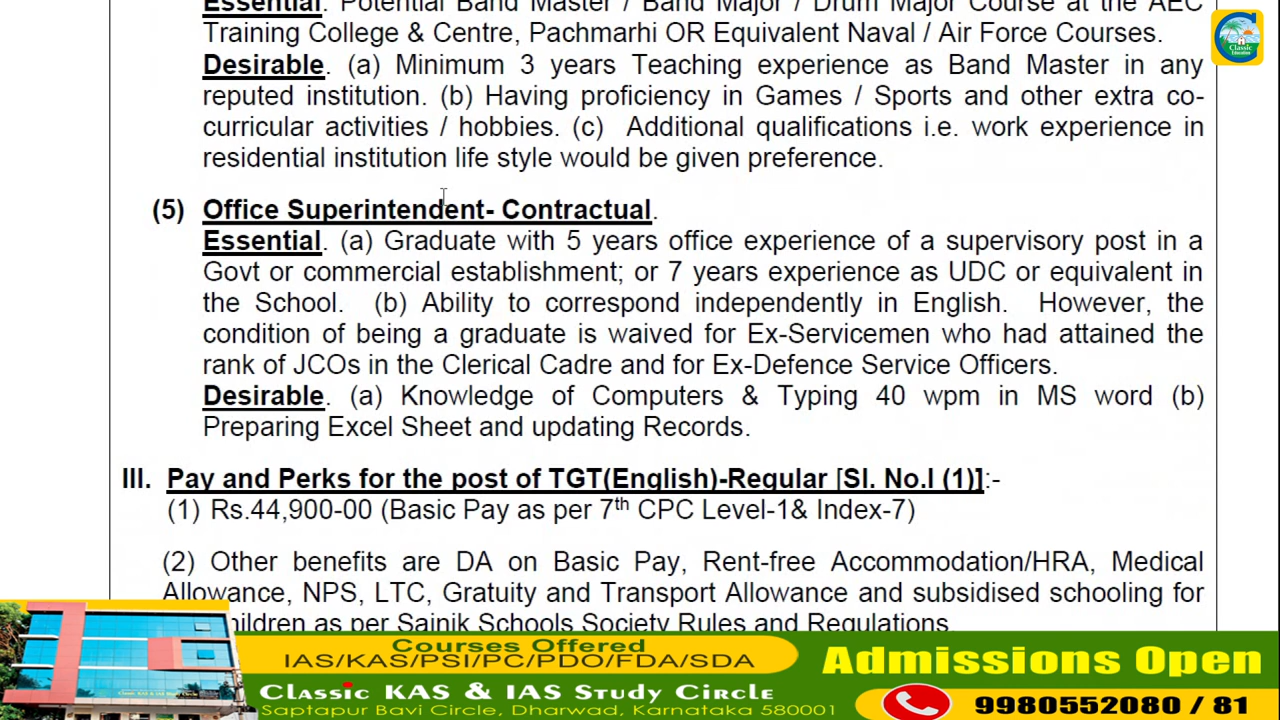 Essential. Potential Band Master / Band Major / Drum Major Course at the AEC
Training College & Centre, Pachmarhi OR Equivalent Naval / Air Force Courses.
Desirable. (a) Minimum 3 years Teaching experience as Band Master in any
reputed institution. (b) Having proficiency in Games / Sports and other extra co-
curricular activities / hobbies. (c) Additional qualifications i.e. work experience in
residential institution life style would be given preference.
(5) Office Superintendent- Contractual.
Essential. (a) Graduate with 5 years office experience of a supervisory post in a
Govt or commercial establishment; or 7 years experience as UDC or equivalent in
the School. (b) Ability to correspond independently in English. However, the
condition of being a graduate is waived for Ex-Servicemen who had attained the
rank of JCOs in the Clerical Cadre and for Ex-Defence Service Officers.
Desirable. (a) Knowledge of Computers & Typing 40 wpm in MS word (b)
Preparing Excel Sheet and updating Records.
III. Pay and Perks for the post of TGT(English)-Regular [Sl. No.I (1)]:-
(1) Rs.44,900-00 (Basic Pay as per 7th CPC Level-1& Index-7)
(2) Other benefits are DA on Basic Pay, Rent-free Accommodation/HRA, Medical
Allowance, NPS, LTC, Gratuity and Transport Allowance and subsidised schooling for
hildren as per Sainik Schools Society Rules and Regulations.
Classic
Education
Courses Offered
IAS/KAS/PSI/PC/PDO/FDA/SDA
Classic KAS & IAS Study Circle
Saptapur Bavi Circle, Dharwad, Karnataka 580001
Admissions Open
9980552080 / 81